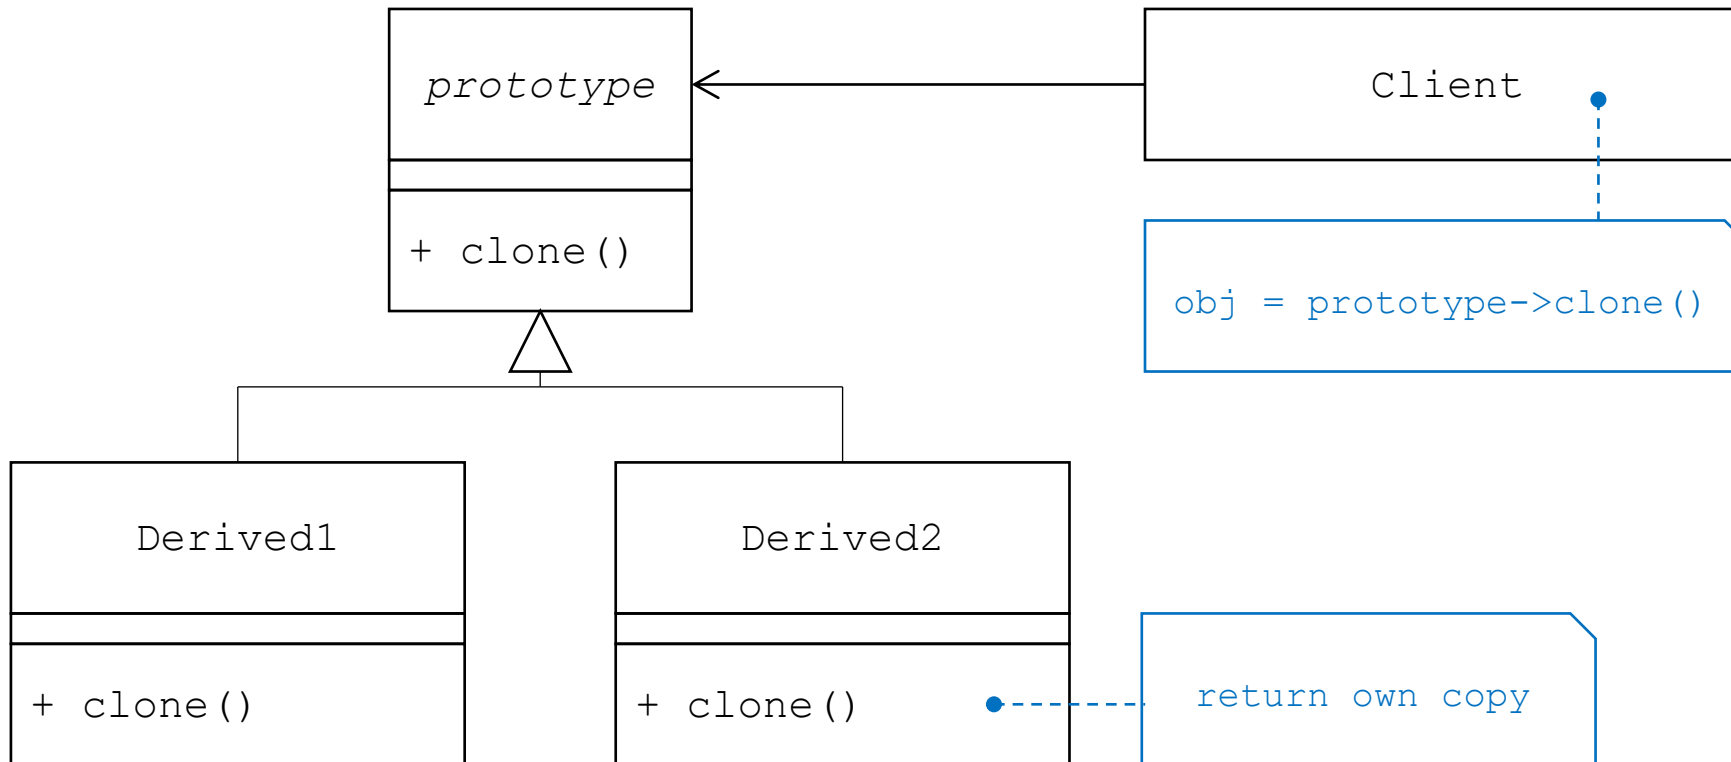 prototype
Client
+ clone()
obj = prototype->clone()
Derived1
Derived2
+ clone()
+ clone()
return own copy